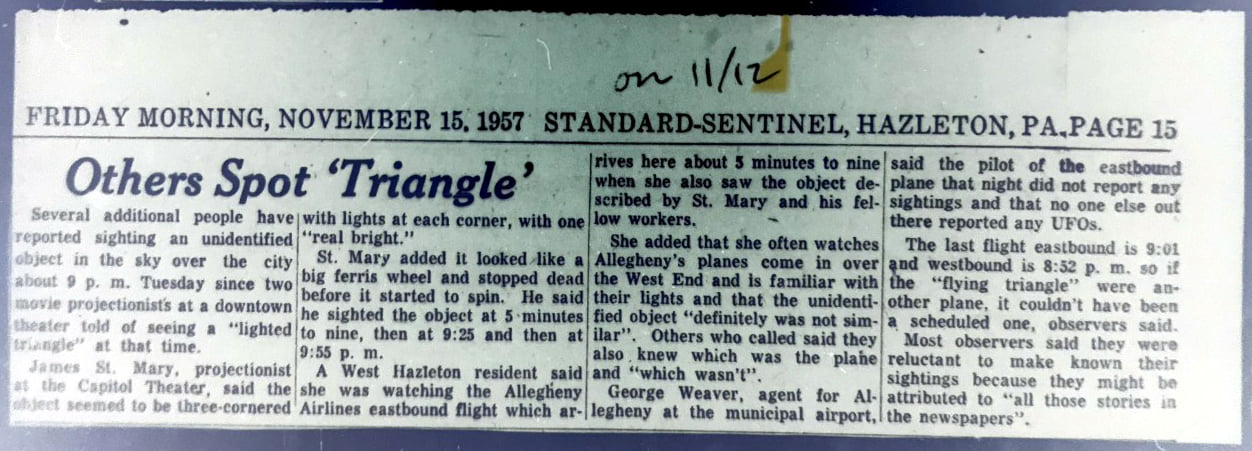 on 11/12
FRIDAY MORNING, NOVEMBER 15, 1957 STANDARD-SENTINEL, HAZLETON, PA. PAGE 15
Others Spot 'Triangle'
Several additional people have
reported sighting an unidentified
object in the sky over the city
about 9 p. m. Tuesday since two
movie projectionists at a downtown
theater told of seeing a "lighted
triangle" at that time.
James St. Mary, projectionist
at the Capitol Theater, said the
object seemed to be three-cornered
with lights at each corner, with one
"real bright."
St. Mary added it looked like a
big ferris wheel and stopped dead
before it started to spin. He said
he sighted the object at 5 minutes
to nine, then at 9:25 and then at
9:55 p. m.
A West Hazleton resident said
she was watching the Allegheny
Airlines eastbound flight which ar-
rives here about 5 minutes to nine
when she also saw the object de-
scribed by St. Mary and his fel-
low workers.
She added that she often watches
Allegheny's planes come in over
the West End and is familiar with
their lights and that the unidenti-
fied object "definitely was not sim-
ilar". Others who called said they
also knew which was the plane
and "which wasn't".
George Weaver, agent for Al-
legheny at the municipal airport,
said the pilot of the eastbound
plane that night did not report any
sightings and that no one else out
there reported any UFOs.
The last flight eastbound is 9:01
and westbound is 8:52 p. m. so if
the "flying triangle" were an-
other plane, it couldn't have been
a scheduled one, observers said.
Most observers said they were
reluctant to make known their
sightings because they might be
attributed to "all those stories in
the newspapers".